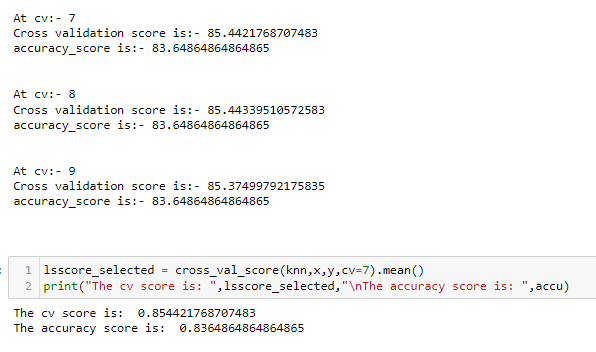 At cv:- 7
Cross validation score is:- 85.4421768707483
accuracy_score is:- 83.64864864864865
At cv:- 8
Cross validation score is:- 85.44339510572583
accuracy_score is:- 83.64864864864865
At cv:- 9
Cross validation score is:- 85.37499792175835
accuracy_score is:- 83.64864864864865
1 lsscore_selected = cross_val_score(knn,x,y,cv=7).mean()
2 print("The cv score is: ",lsscore_selected,"\nThe accuracy score is: ",accu)
The cv score is:  0.854421768707483
The accuracy score is:  0.8364864864864865